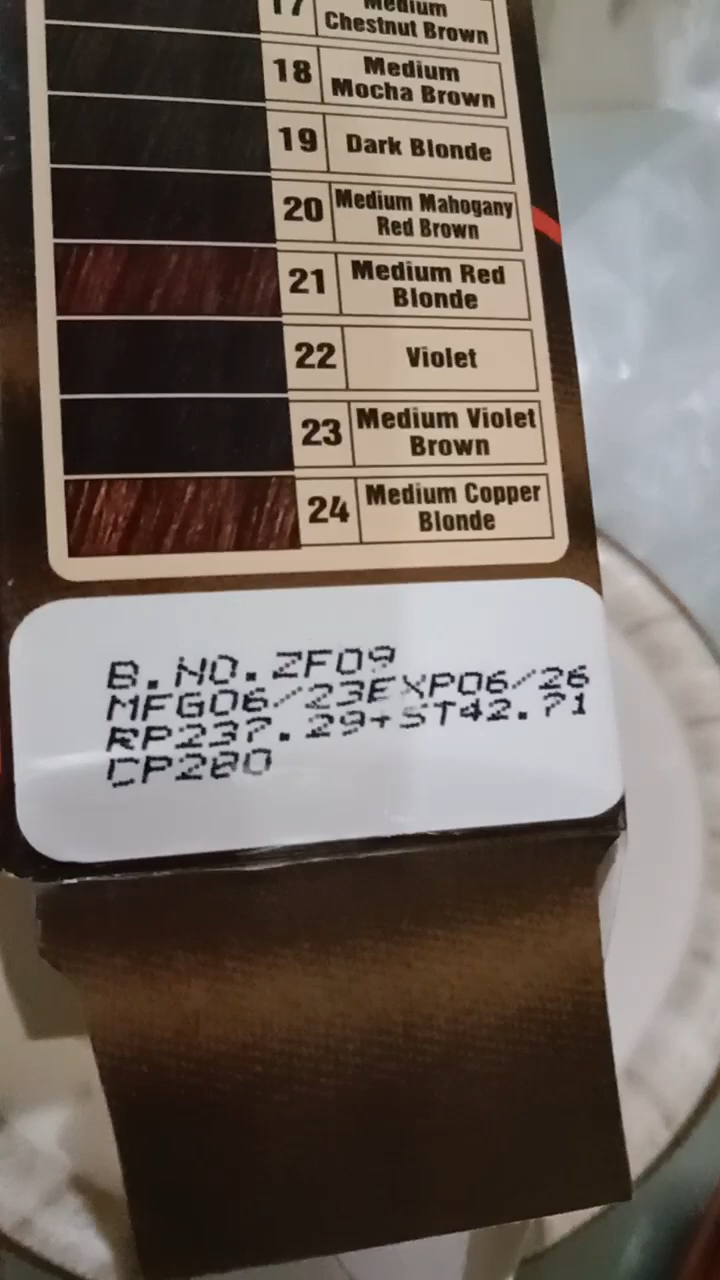 17 Medium
Chestnut Brown
18 Medium
Mocha Brown
19 Dark Blonde
20 Medium Mahogany
Red Brown
21 Medium Red
Blonde
22 Violet
23 Medium Violet
Brown
24 Medium Copper
Blonde
B.NO.ZF09
MFG06/23EXP06/26
RP237.29+ST42.71
CP280